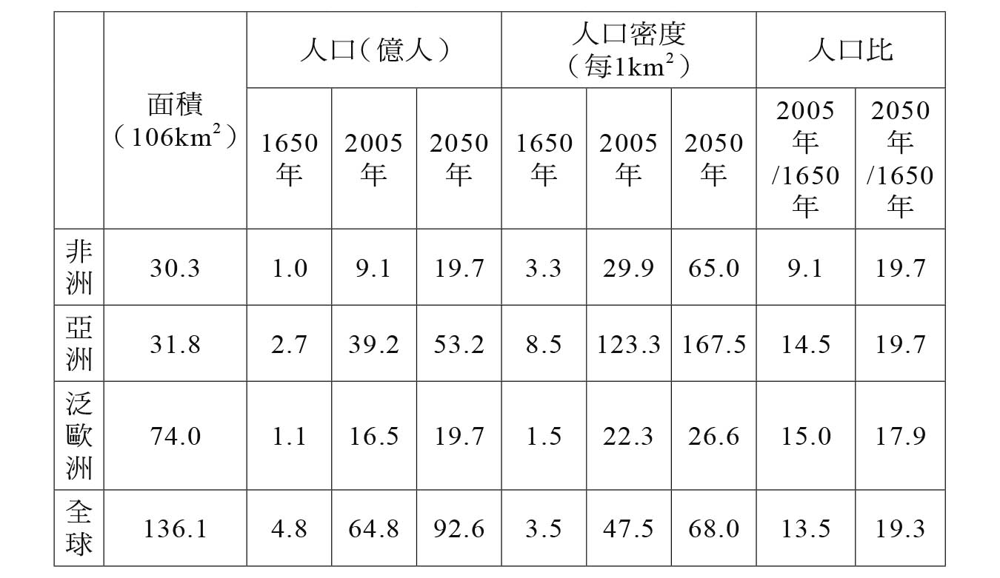 面積（106km²） 人口（億人） 人口密度（每1km²） 人口比
1650年 2005年 2050年 1650年 2005年 2050年 2005年/1650年 2050年/1650年
非洲 30.3 1.0 9.1 19.7 3.3 29.9 65.0 9.1 19.7
亞洲 31.8 2.7 39.2 53.2 8.5 123.3 167.5 14.5 19.7
泛歐洲 74.0 1.1 16.5 19.7 1.5 22.3 26.6 15.0 17.9
全球 136.1 4.8 64.8 92.6 3.5 47.5 68.0 13.5 19.3